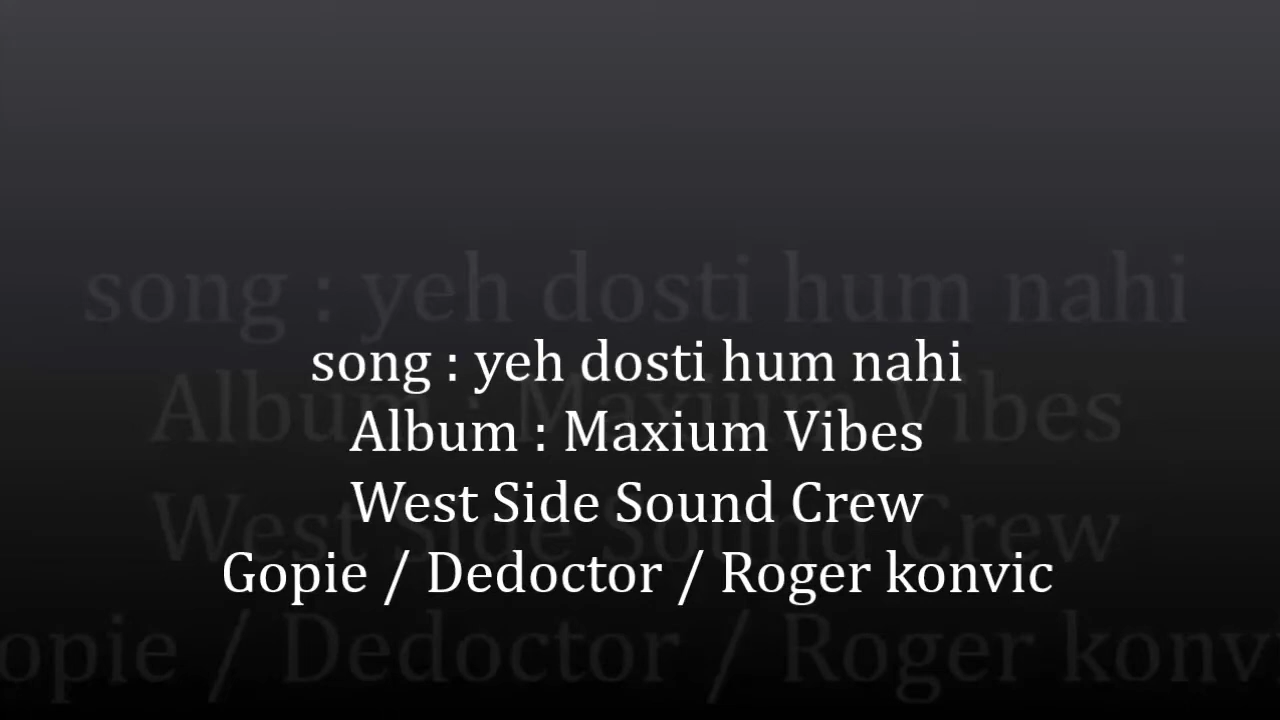 song : yeh dosti hum nahi
Album : Maxium Vibes
West Side Sound Crew
Gopie / Dedoctor / Roger konvic